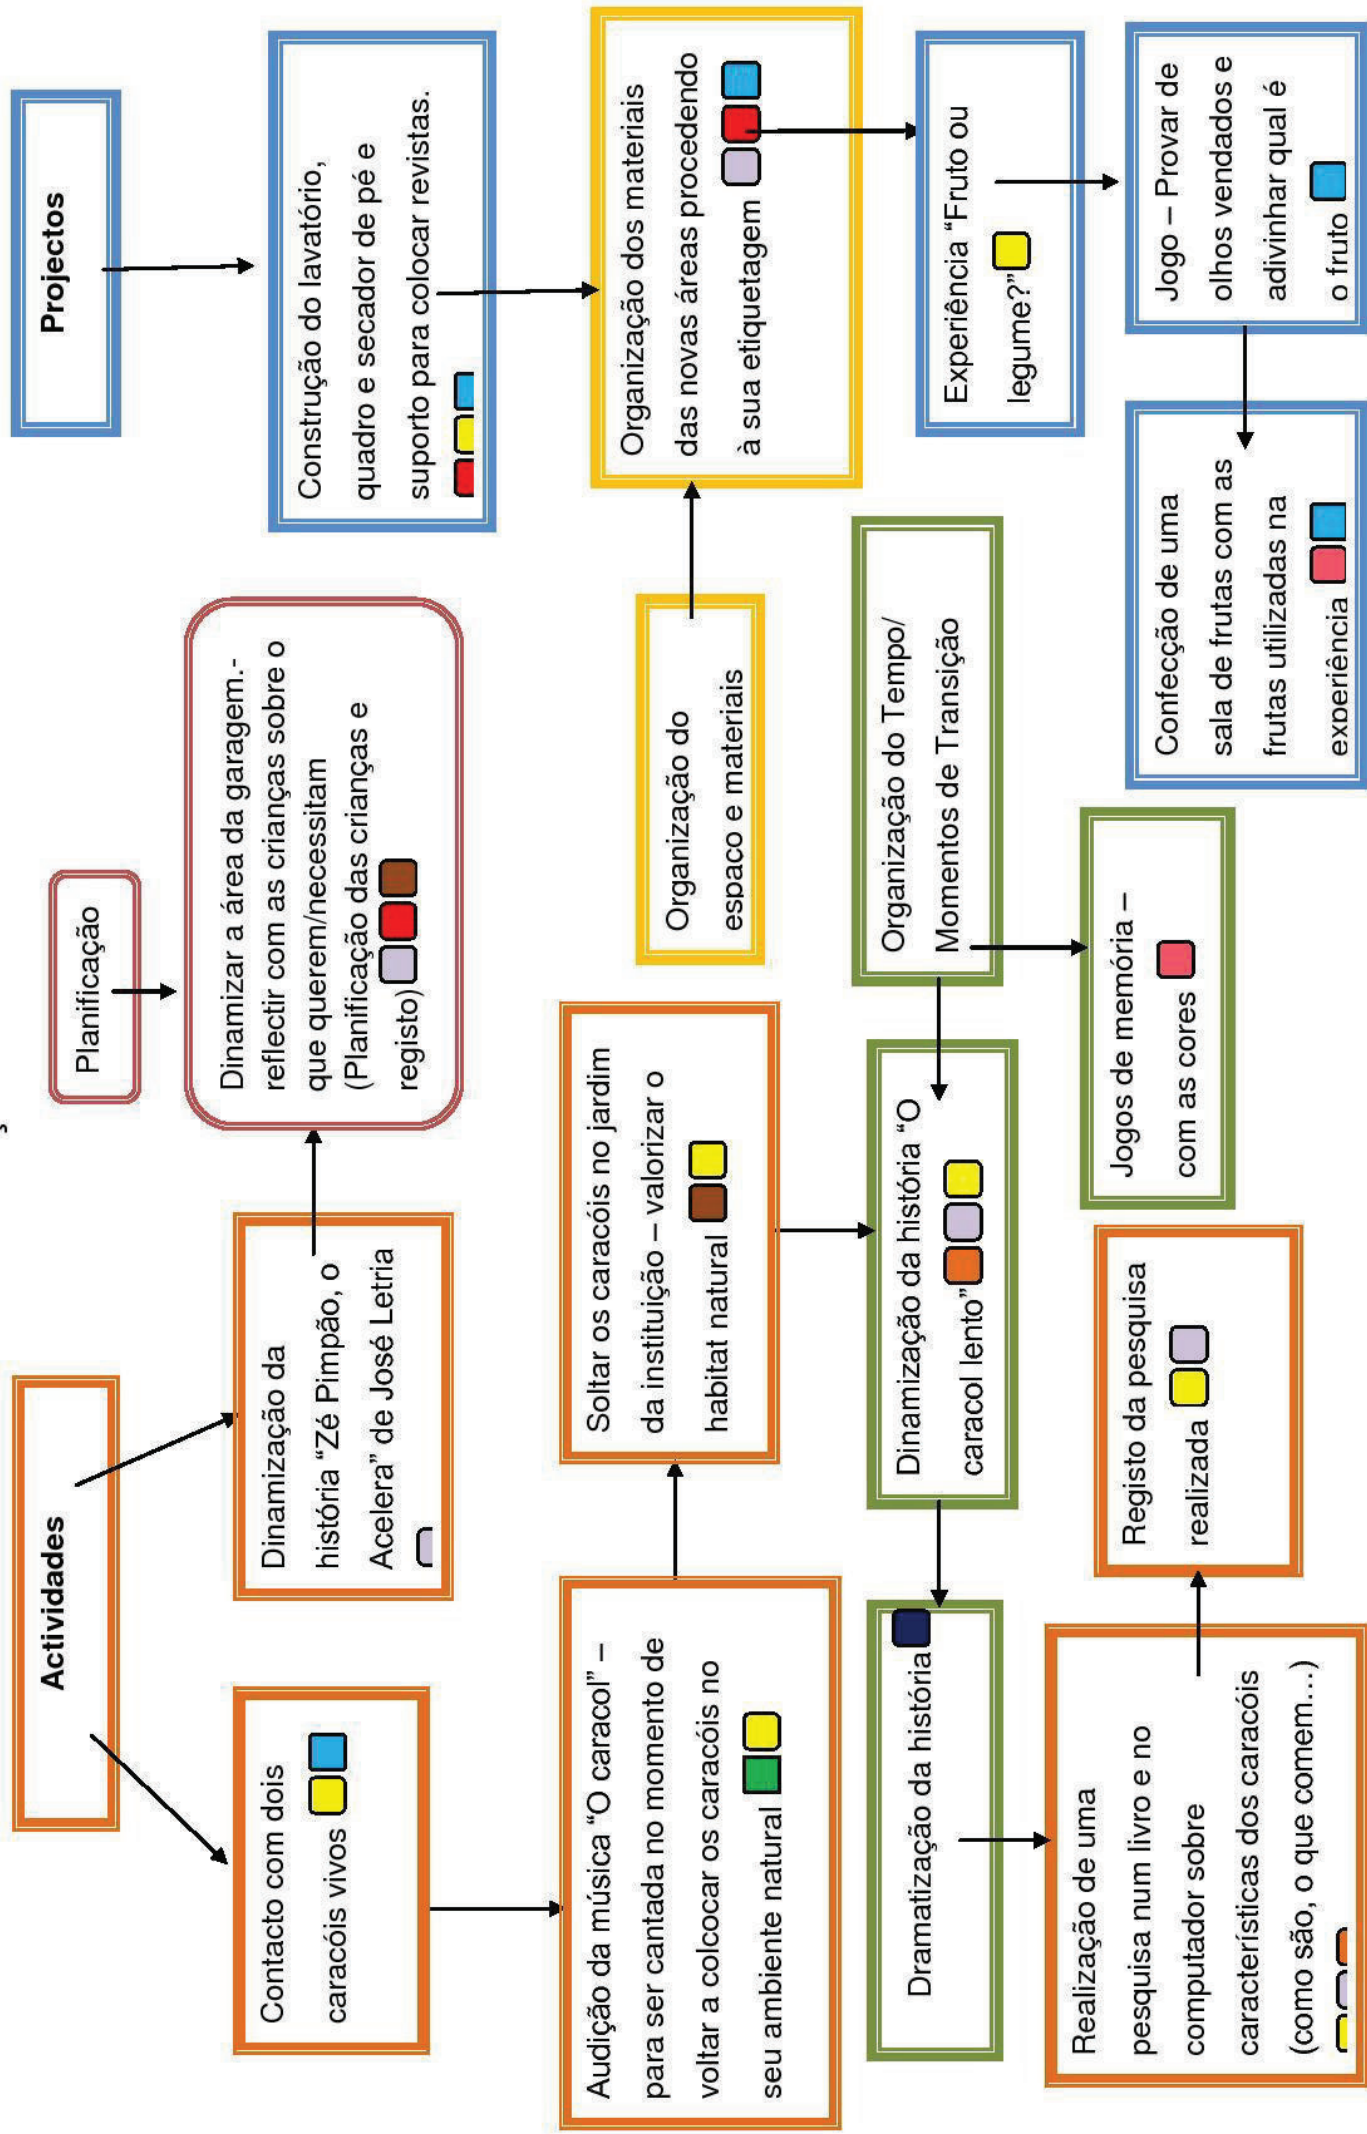 Actividades
Planificação
Projectos
Contacto com dois
caracóis vivos
Dinamização da
história “Zé Pimpão, o
Acelera” de José Letria
Dinamizar a área da garagem.-
reflectir com as crianças sobre o
que querem/necessitam
(Planificação das crianças e
registo)
Construção do lavatório,
quadro e secador de pé e
suporto para colocar revistas.
Audição da música “O caracol” –
para ser cantada no momento de
voltar a colcocar os caracóis no
seu ambiente natural
Soltar os caracóis no jardim
da instituição – valorizar o
habitat natural
Organização do
espaco e materiais
Organização dos materiais
das novas áreas procedendo
à sua etiquetagem
Dramatização da história
Dinamização da história “O
caracol lento”
Organização do Tempo/
Momentos de Transição
Experiência “Fruto ou
legume?”
Realização de uma
pesquisa num livro e no
computador sobre
características dos caracóis
(como são, o que comem…)
Registo da pesquisa
realizada
Jogos de memória –
com as cores
Confecção de uma
sala de frutas com as
frutas utilizadas na
experiência
Jogo – Provar de
olhos vendados e
adivinhar qual é
o fruto